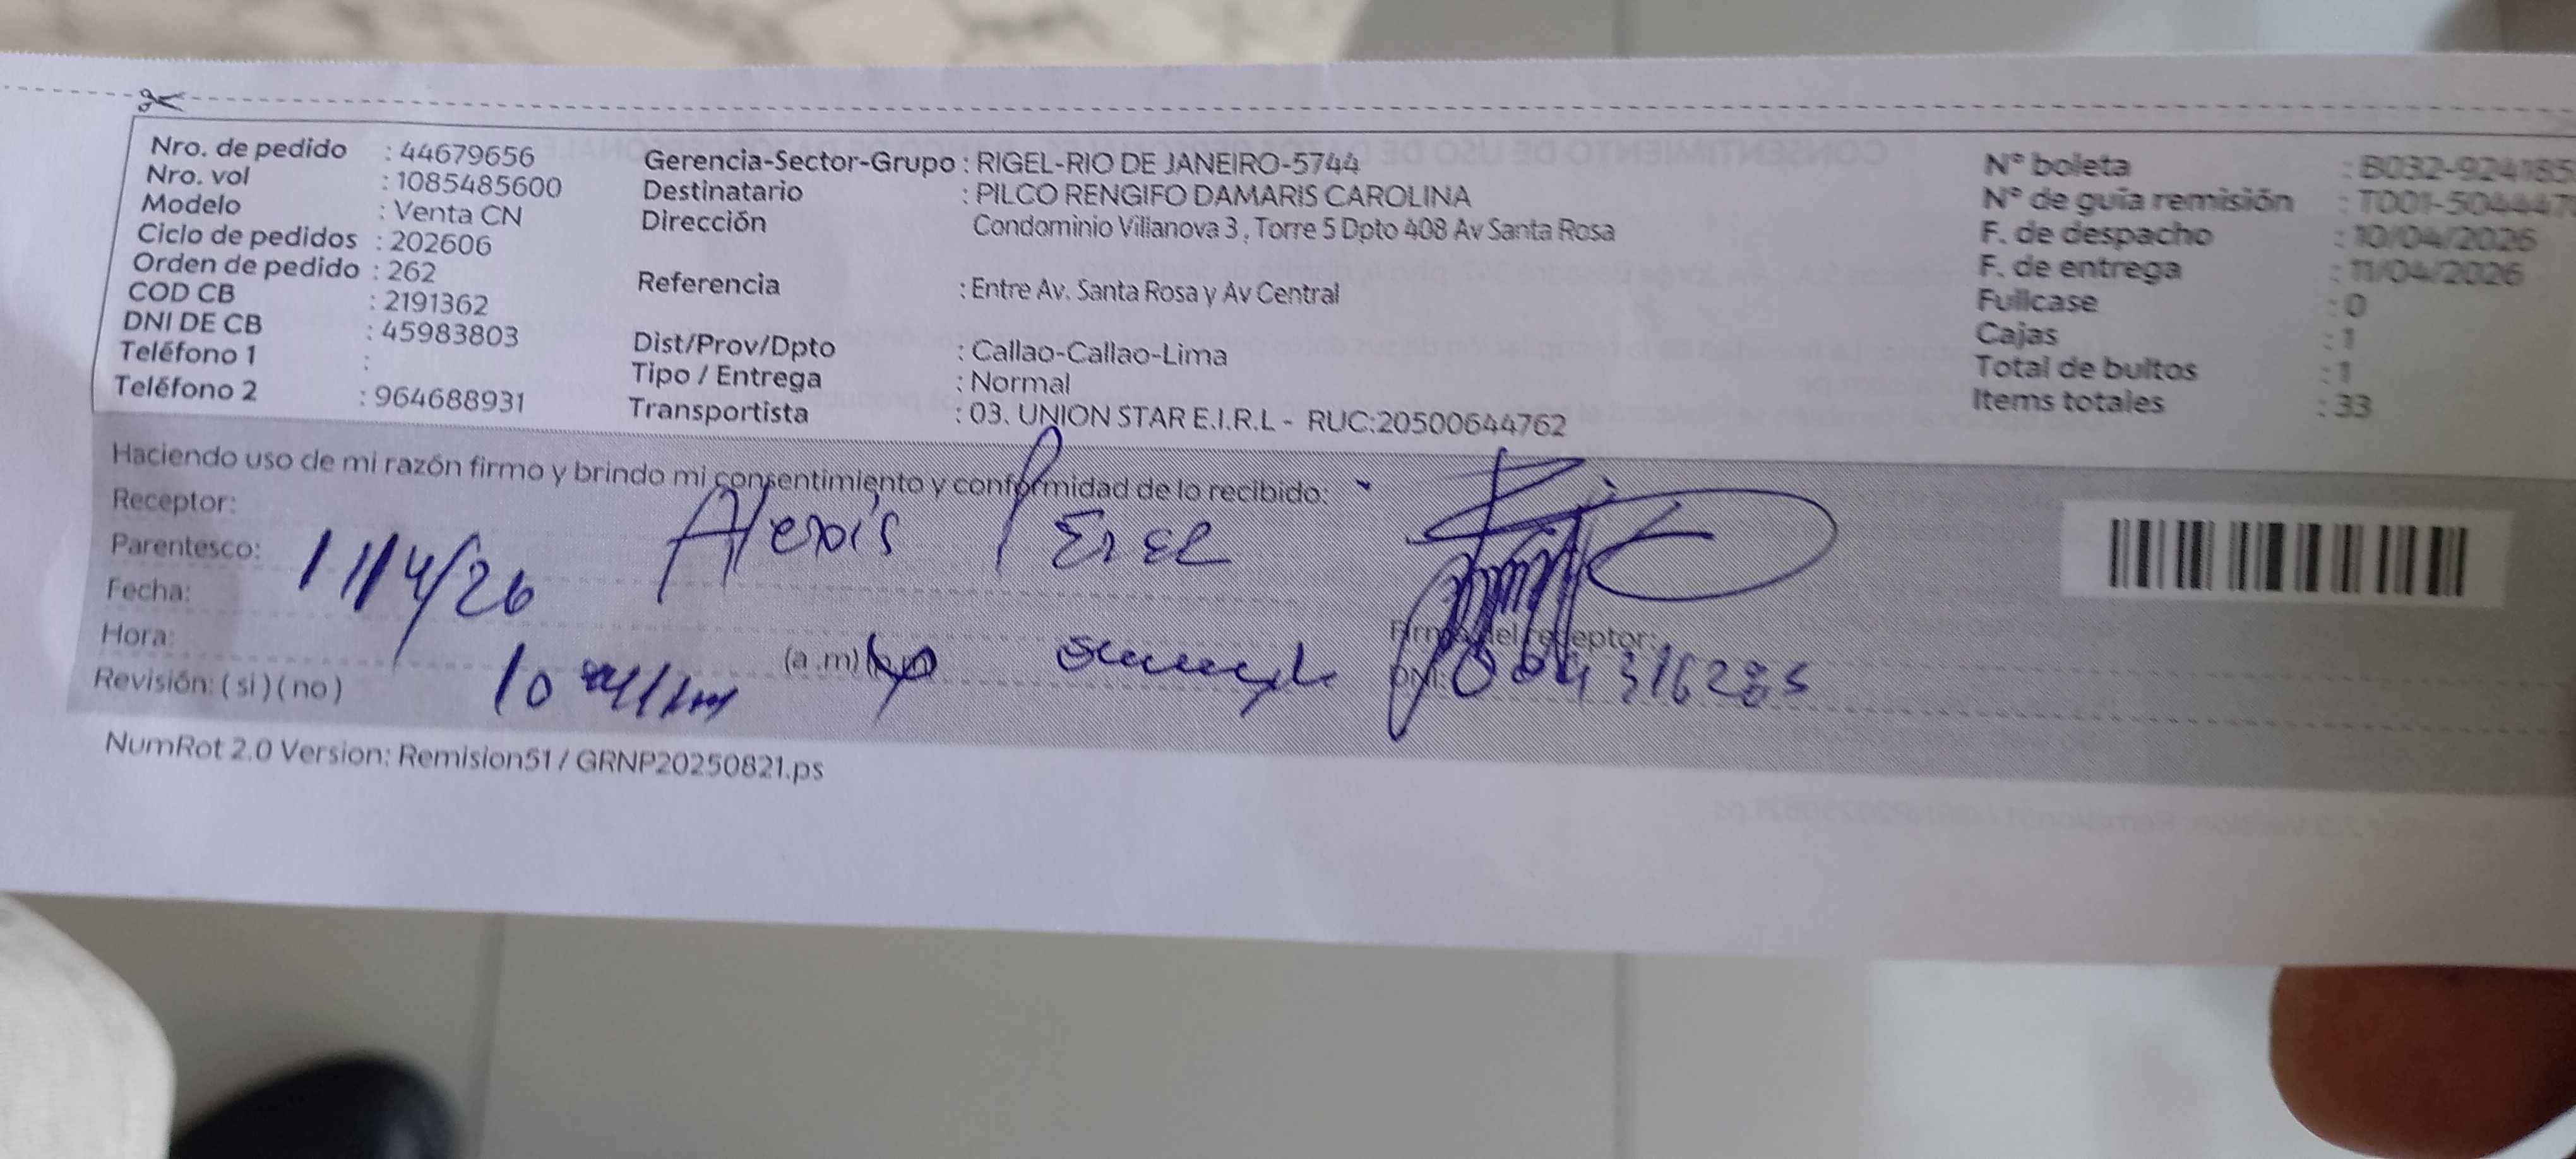 Nro. de pedido : 44679656
Nro. vol : 1085485600
Modelo : Venta CN
Ciclo de pedidos : 202606
Orden de pedido : 262
COD CB : 2191362
DNI DE CB : 45983803
Teléfono 1 :
Teléfono 2 : 964688931
Gerencia-Sector-Grupo : RIGEL-RIO DE JANEIRO-5744
Destinatario : PILCO RENGIFO DAMARIS CAROLINA
Dirección Condominio Villanova 3 , Torre 5 Dpto 408 Av Santa Rosa
Referencia : Entre Av. Santa Rosa y Av Central
Dist/Prov/Dpto : Callao-Callao-Lima
Tipo / Entrega : Normal
Transportista : 03. UNION STAR E.I.R.L - RUC:20500644762
N° boleta : B032-924185
N° de guía remisión : T001-504447
F. de despacho : 10/04/2026
F. de entrega : 11/04/2026
Fullcase : 0
Cajas : 1
Total de bultos : 1
Items totales : 33
Haciendo uso de mi razón firmo y brindo mi consentimiento y conformidad de lo recibido:
Receptor: Alexis Perez
Parentesco:
Fecha: 11/4/26
Hora: (a.m)
Firma del receptor:
Revisión: ( si ) ( no ) 10
DNI:
NumRot 2.0 Version: Remision51 / GRNP20250821.ps